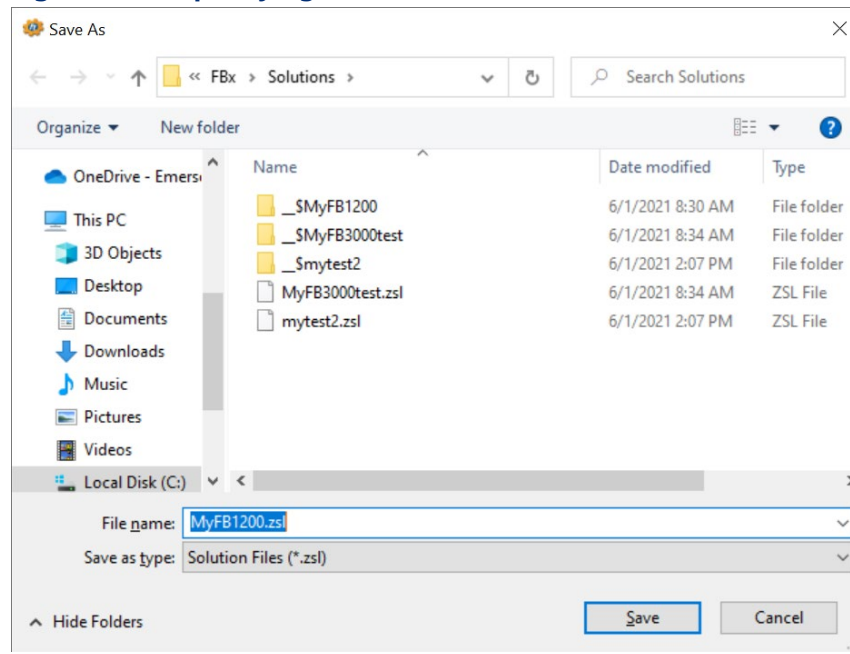 Save As
« FBx > Solutions >
Search Solutions
Organize
New folder
Name
Date modified
Type
OneDrive - Emers
This PC
3D Objects
Desktop
Documents
Downloads
Music
Pictures
Videos
Local Disk (C:)
__$MyFB1200 6/1/2021 8:30 AM File folder
__$MyFB3000test 6/1/2021 8:34 AM File folder
__$mytest2 6/1/2021 2:07 PM File folder
MyFB3000test.zsl 6/1/2021 8:34 AM ZSL File
mytest2.zsl 6/1/2021 2:07 PM ZSL File
File name: MyFB1200.zsl
Save as type: Solution Files (*.zsl)
Hide Folders
Save
Cancel